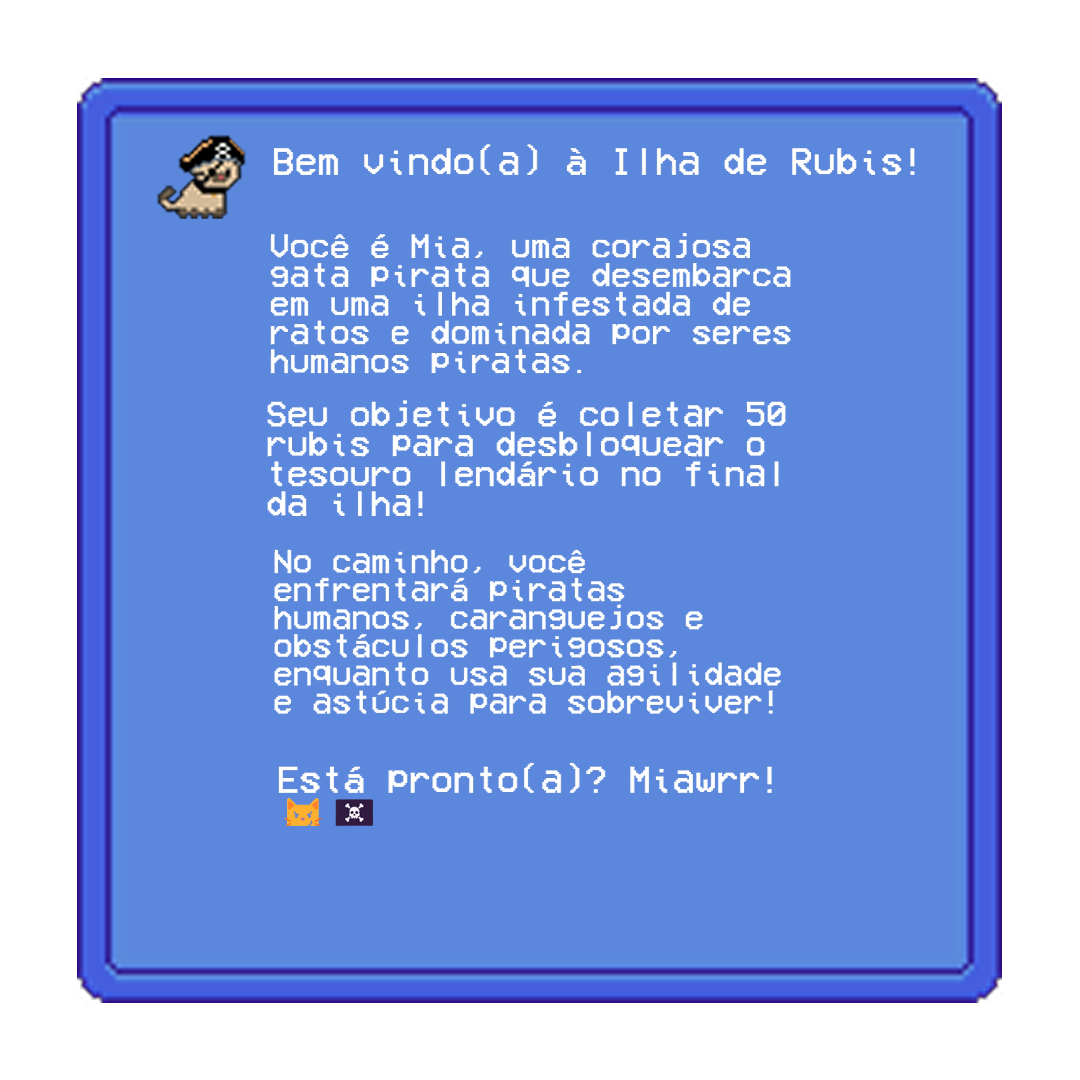 Bem vindo(a) à Ilha de Rubis!
Você é Mia, uma corajosa
gata pirata que desembarca
em uma ilha infestada de
ratos e dominada por seres
humanos piratas.
Seu objetivo é coletar 50
rubis para desbloquear o
tesouro lendário no final
da ilha!
No caminho, você
enfrentará piratas
humanos, caranguejos e
obstáculos perigosos,
enquanto usa sua agilidade
e astúcia para sobreviver!
Está pronto(a)? Miawrr!